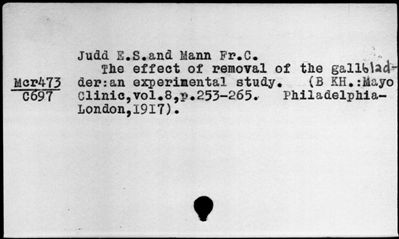 Judd E.S.and Mann Fr.C.
The effect of removal of the gallblad-
Mcr473 der:an experimental study. (В КН.:Mayo
C697 Clinic,vol.8,p.253-265. Philadelphia-
London,1917).